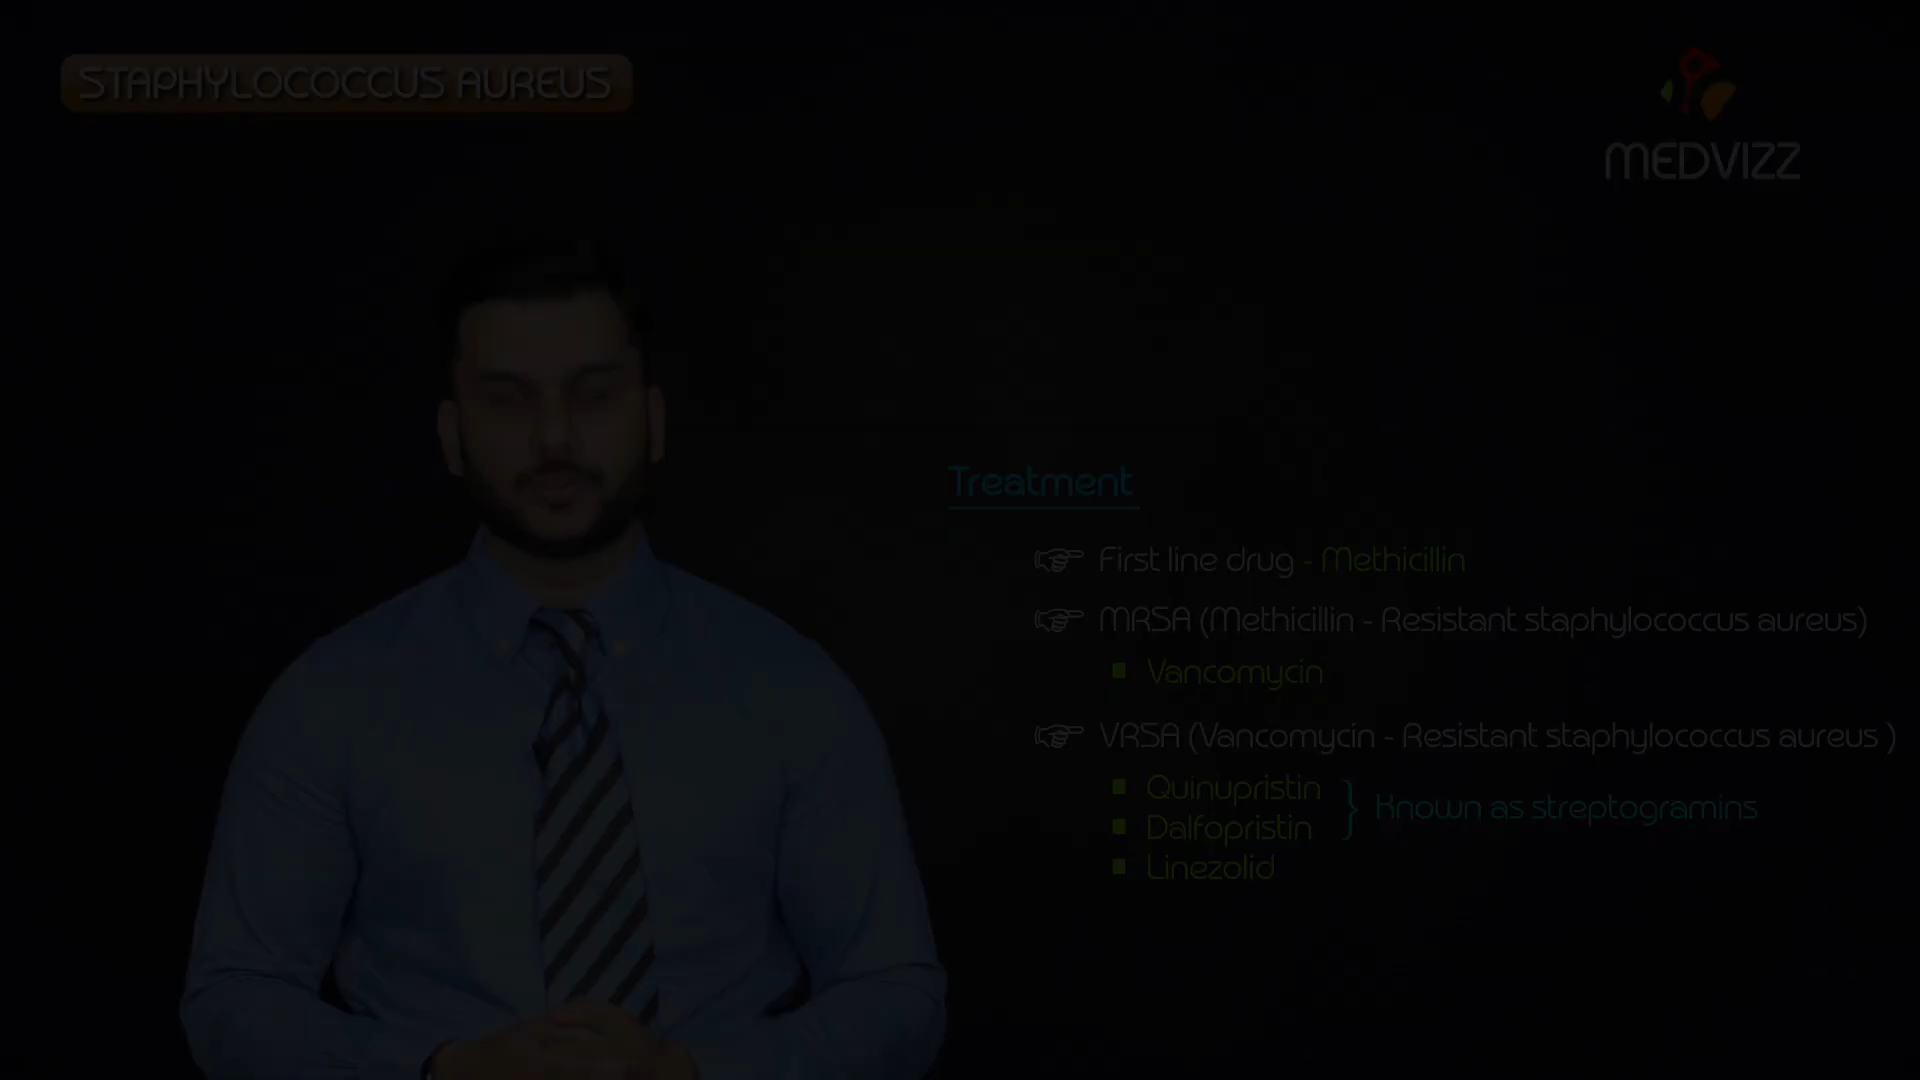 STAPHYLOCOCCUS AUREUS
MEDVIZZ
Treatment
First line drug - Methicillin
MRSA (Methicillin - Resistant staphylococcus aureus)
Vancomycin
VRSA (Vancomycin - Resistant staphylococcus aureus )
Quinupristin
Dalfopristin
Known as streptogramins
Linezolid